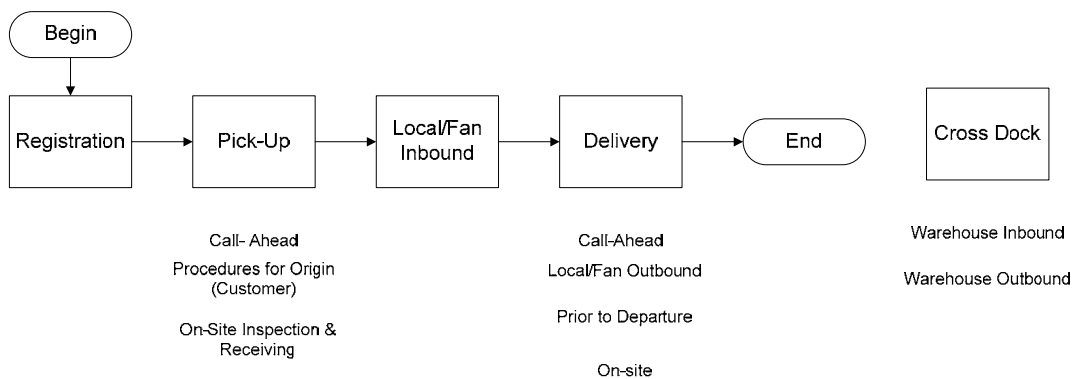 Begin
Registration
Pick-Up
Local/Fan
Inbound
Delivery
End
Cross Dock
Call- Ahead
Procedures for Origin
(Customer)
On-Site Inspection &
Receiving
Call-Ahead
Local/Fan Outbound
Prior to Departure
On-site
Warehouse Inbound
Warehouse Outbound